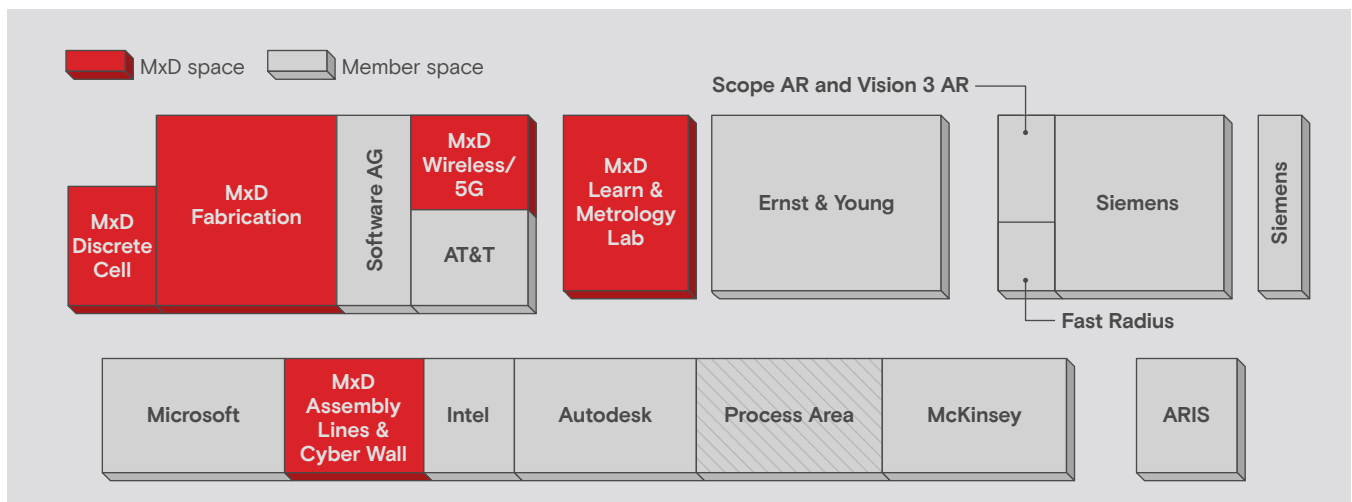 MxD space
Member space
Scope AR and Vision 3 AR
MxD
Discrete
Cell
MxD
Fabrication
Software AG
MxD
Wireless/
5G
AT&T
MxD
Learn &
Metrology
Lab
Ernst & Young
Siemens
Siemens
Fast Radius
Microsoft
MxD
Assembly
Lines &
Cyber Wall
Intel
Autodesk
Process Area
McKinsey
ARIS